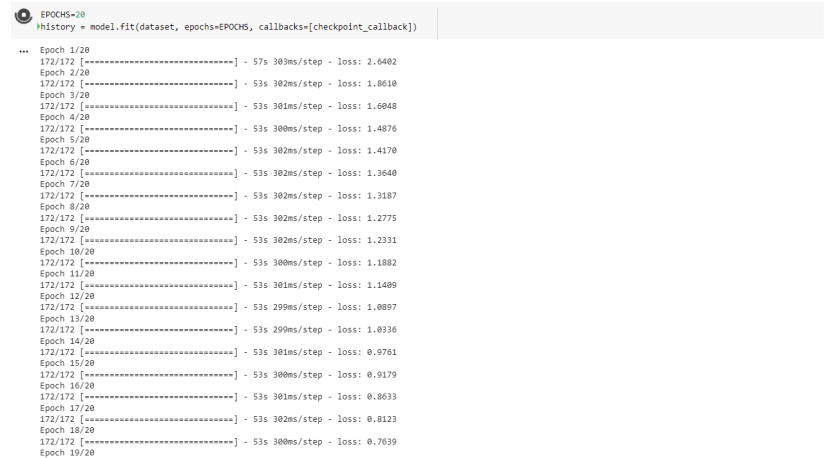 EPOCHS=20
history = model.fit(dataset, epochs=EPOCHS, callbacks=[checkpoint_callback])
... Epoch 1/20
172/172 [==============================] - 57s 303ms/step - loss: 2.6402
Epoch 2/20
172/172 [==============================] - 53s 302ms/step - loss: 1.8610
Epoch 3/20
172/172 [==============================] - 53s 301ms/step - loss: 1.6048
Epoch 4/20
172/172 [==============================] - 53s 300ms/step - loss: 1.4876
Epoch 5/20
172/172 [==============================] - 53s 302ms/step - loss: 1.4170
Epoch 6/20
172/172 [==============================] - 53s 302ms/step - loss: 1.3640
Epoch 7/20
172/172 [==============================] - 53s 302ms/step - loss: 1.3187
Epoch 8/20
172/172 [==============================] - 53s 302ms/step - loss: 1.2775
Epoch 9/20
172/172 [==============================] - 53s 302ms/step - loss: 1.2331
Epoch 10/20
172/172 [==============================] - 53s 300ms/step - loss: 1.1882
Epoch 11/20
172/172 [==============================] - 53s 301ms/step - loss: 1.1409
Epoch 12/20
172/172 [==============================] - 53s 299ms/step - loss: 1.0897
Epoch 13/20
172/172 [==============================] - 53s 299ms/step - loss: 1.0336
Epoch 14/20
172/172 [==============================] - 53s 301ms/step - loss: 0.9761
Epoch 15/20
172/172 [==============================] - 53s 300ms/step - loss: 0.9179
Epoch 16/20
172/172 [==============================] - 53s 301ms/step - loss: 0.8633
Epoch 17/20
172/172 [==============================] - 53s 302ms/step - loss: 0.8123
Epoch 18/20
172/172 [==============================] - 53s 300ms/step - loss: 0.7639
Epoch 19/20